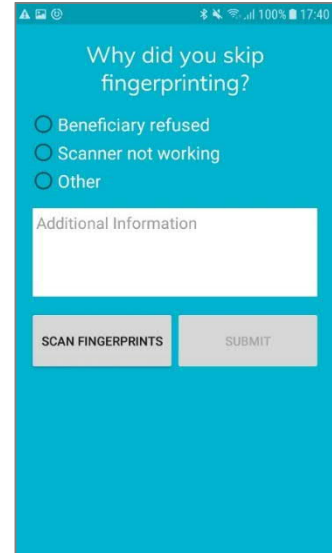 100% 17:40
Why did you skip
fingerprinting?
Beneficiary refused
Scanner not working
Other
Additional Information
SCAN FINGERPRINTS SUBMIT